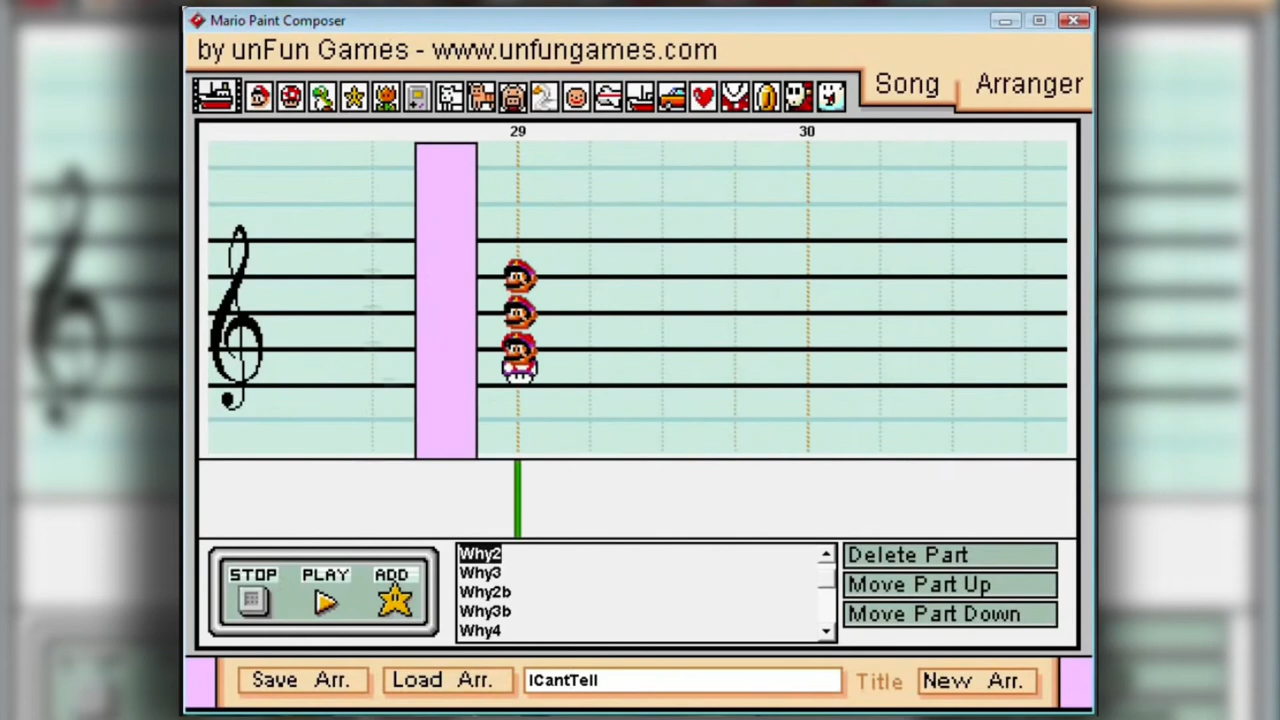 Mario Paint Composer
by unFun Games - www.unfungames.com
Song Arranger
29 30
STOP PLAY ADD
Why2
Why3
Why2b
Why3b
Why4
Delete Part
Move Part Up
Move Part Down
Save Arr. Load Arr. ICantTell Title New Arr.